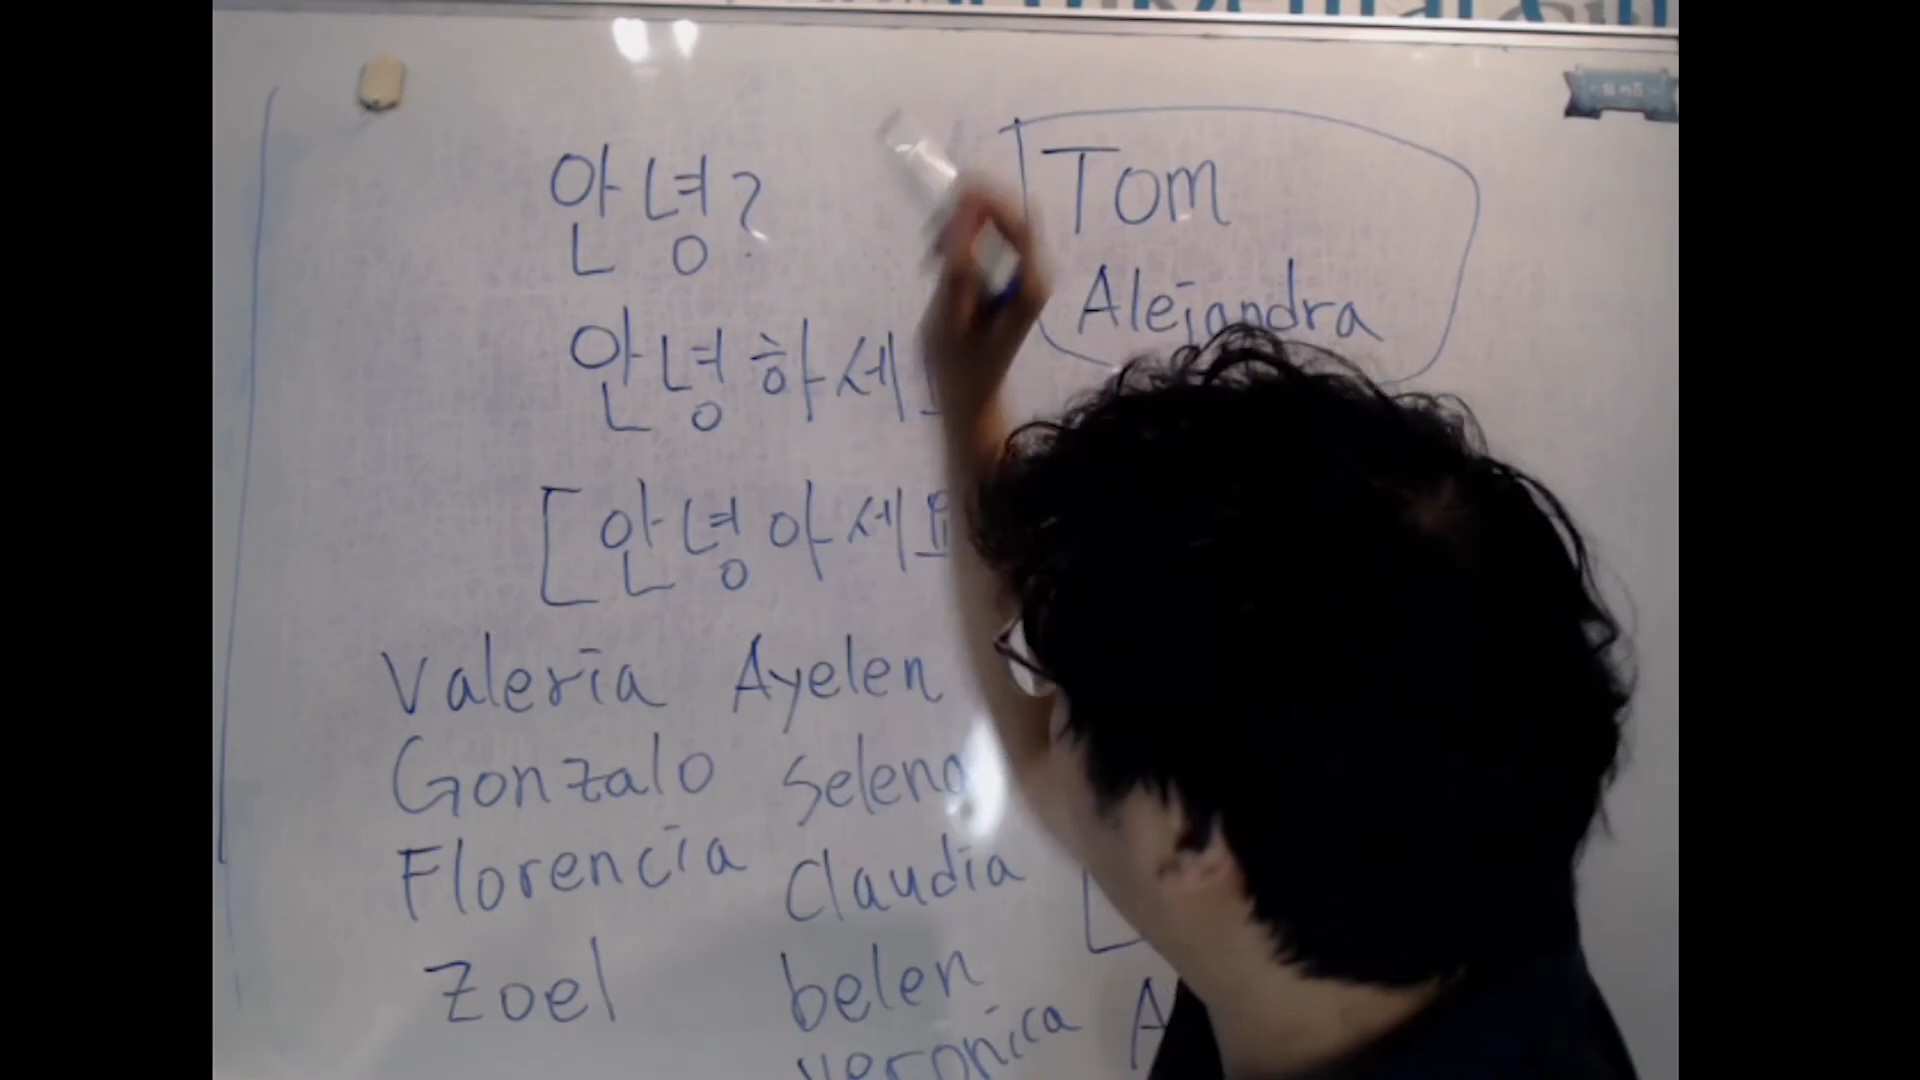 안녕?
Tom
Alejandra
안녕하세
[안녕아세요
Valeria Ayelen
Gonzalo Selena
Florencia Claudia
Zoel belen
veronica A